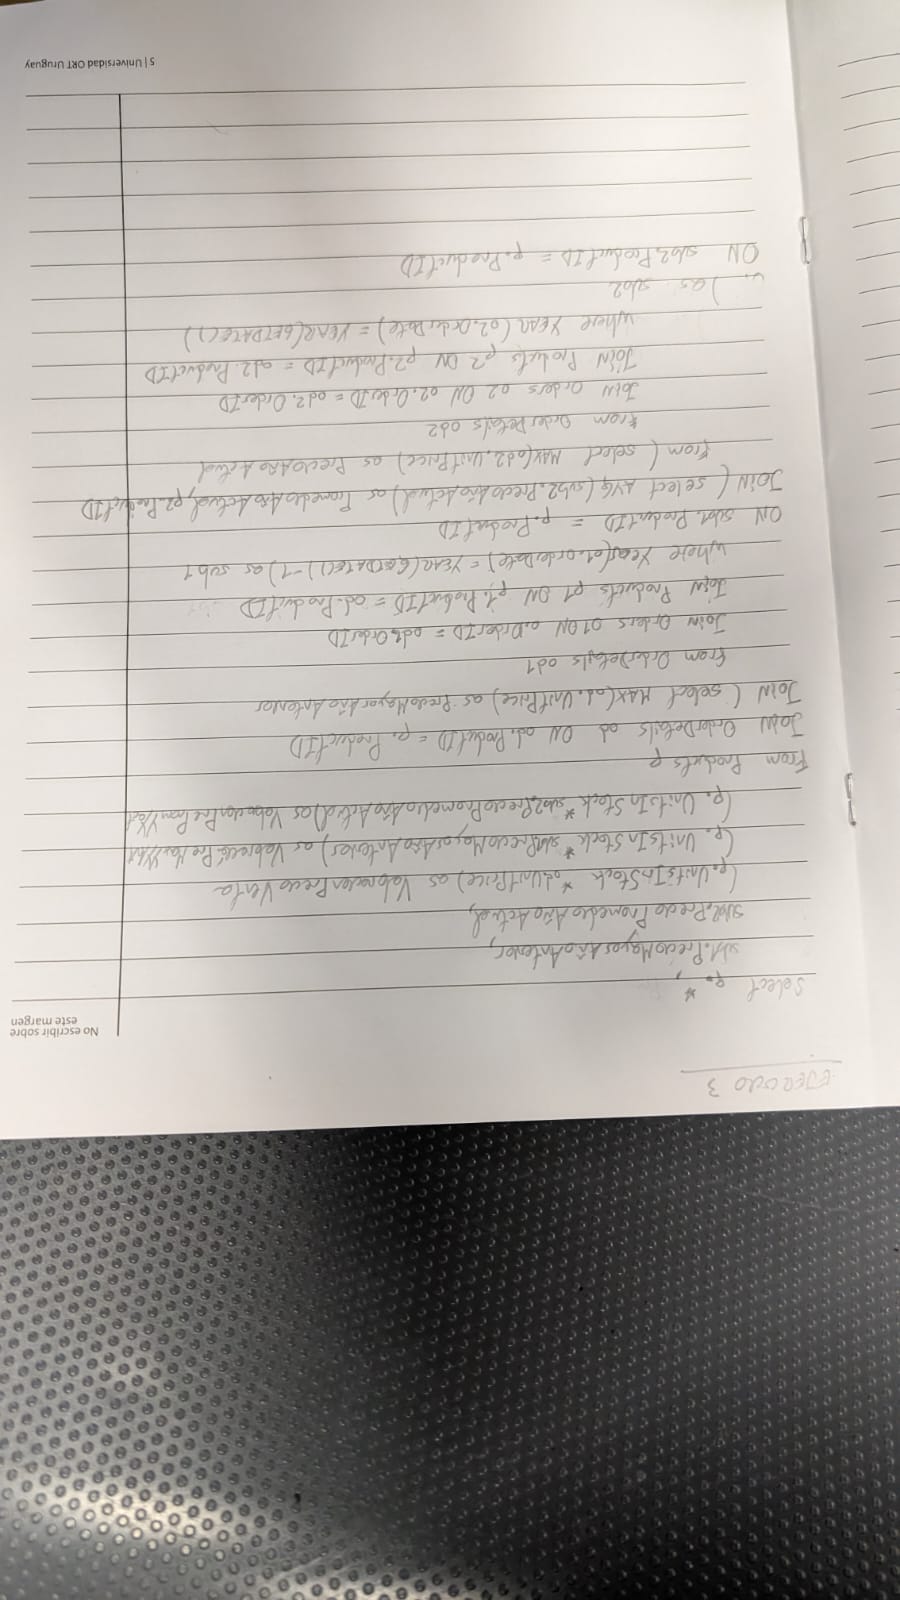 EJERCICIO 3
No escribir sobre
este margen
Select p.*,
sub1.PrecioMayorAñoAnterior,
sub2.PrecioPromedioAñoActual,
(p.UnitsInStock * od.UnitPrice) as ValoracionPrecioVenta
(p.UnitsInStock * sub1.PrecioMayorAñoAnterior) as
(p.UnitsInStock * sub2.PrecioPromedioAñoActual) as
From Products p
JOIN OrderDetails od ON od.ProductID = p.ProductID
JOIN ( select MAX(od.UnitPrice) as PrecioMayorAñoAnterior
from OrderDetails od1
Join Orders o1 ON o.OrderID = od1.OrderID
Join Products p1 ON p1.ProductID = od.ProductID
where Year(o1.orderDate) = YEAR(GETDATE()) -1) as sub1
ON sub1.ProductID = p.ProductID
JOIN ( select AVG (sub2.PrecioAñoActual) as PromedioAñoActual, p2.ProductID
From ( select MAX(od2.UnitPrice) as PrecioAñoActual
from OrderDetails od2
Join Orders o2 ON o2.OrderID = od2.OrderID
Join Products p2 ON p2.ProductID = od2.ProductID
where YEAR (o2.OrderDate) = YEAR(GETDATE())
) as sub2
ON sub2.ProductID = p.ProductID
5 | Universidad ORT Uruguay